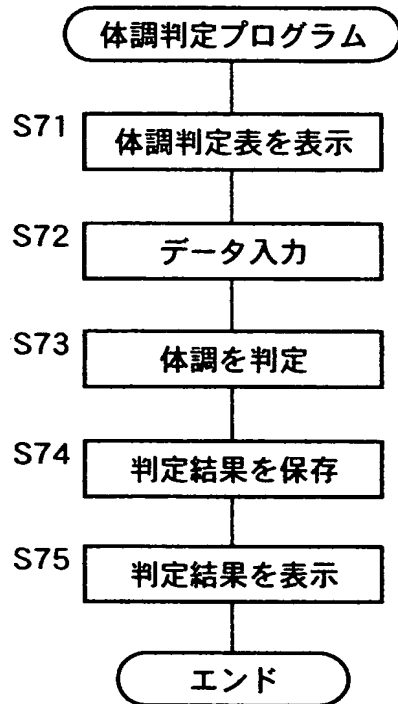 体調判定プログラム
S71
体調判定表を表示
S72
データ入力
S73
体調を判定
S74
判定結果を保存
S75
判定結果を表示
エンド